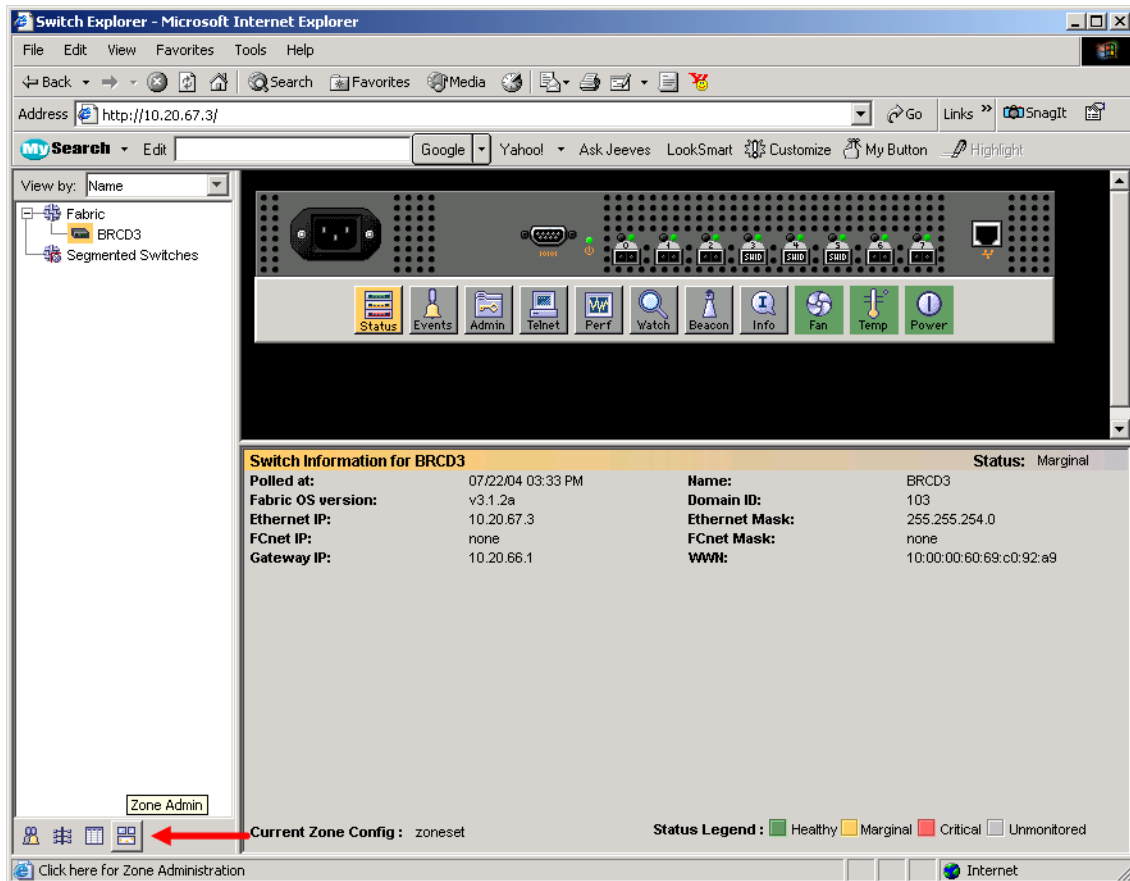 Switch Explorer - Microsoft Internet Explorer
File Edit View Favorites Tools Help
Back Search Favorites Media
Address http://10.20.67.3/ Go Links » SnagIt
My Search Edit Google Yahoo! Ask Jeeves LookSmart Customize My Button Highlight
View by: Name
Fabric
BRCD3
Segmented Switches
10101
0 1 2 3 4 5 6 7
SWID SWID SWID
Status Events Admin Telnet Perf Watch Beacon Info Fan Temp Power
Switch Information for BRCD3 Status: Marginal
Polled at: 07/22/04 03:33 PM Name: BRCD3
Fabric OS version: v3.1.2a Domain ID: 103
Ethernet IP: 10.20.67.3 Ethernet Mask: 255.255.254.0
FCnet IP: none FCnet Mask: none
Gateway IP: 10.20.66.1 WWN: 10:00:00:60:69:c0:92:a9
Zone Admin
Current Zone Config : zoneset Status Legend : Healthy Marginal Critical Unmonitored
Click here for Zone Administration Internet